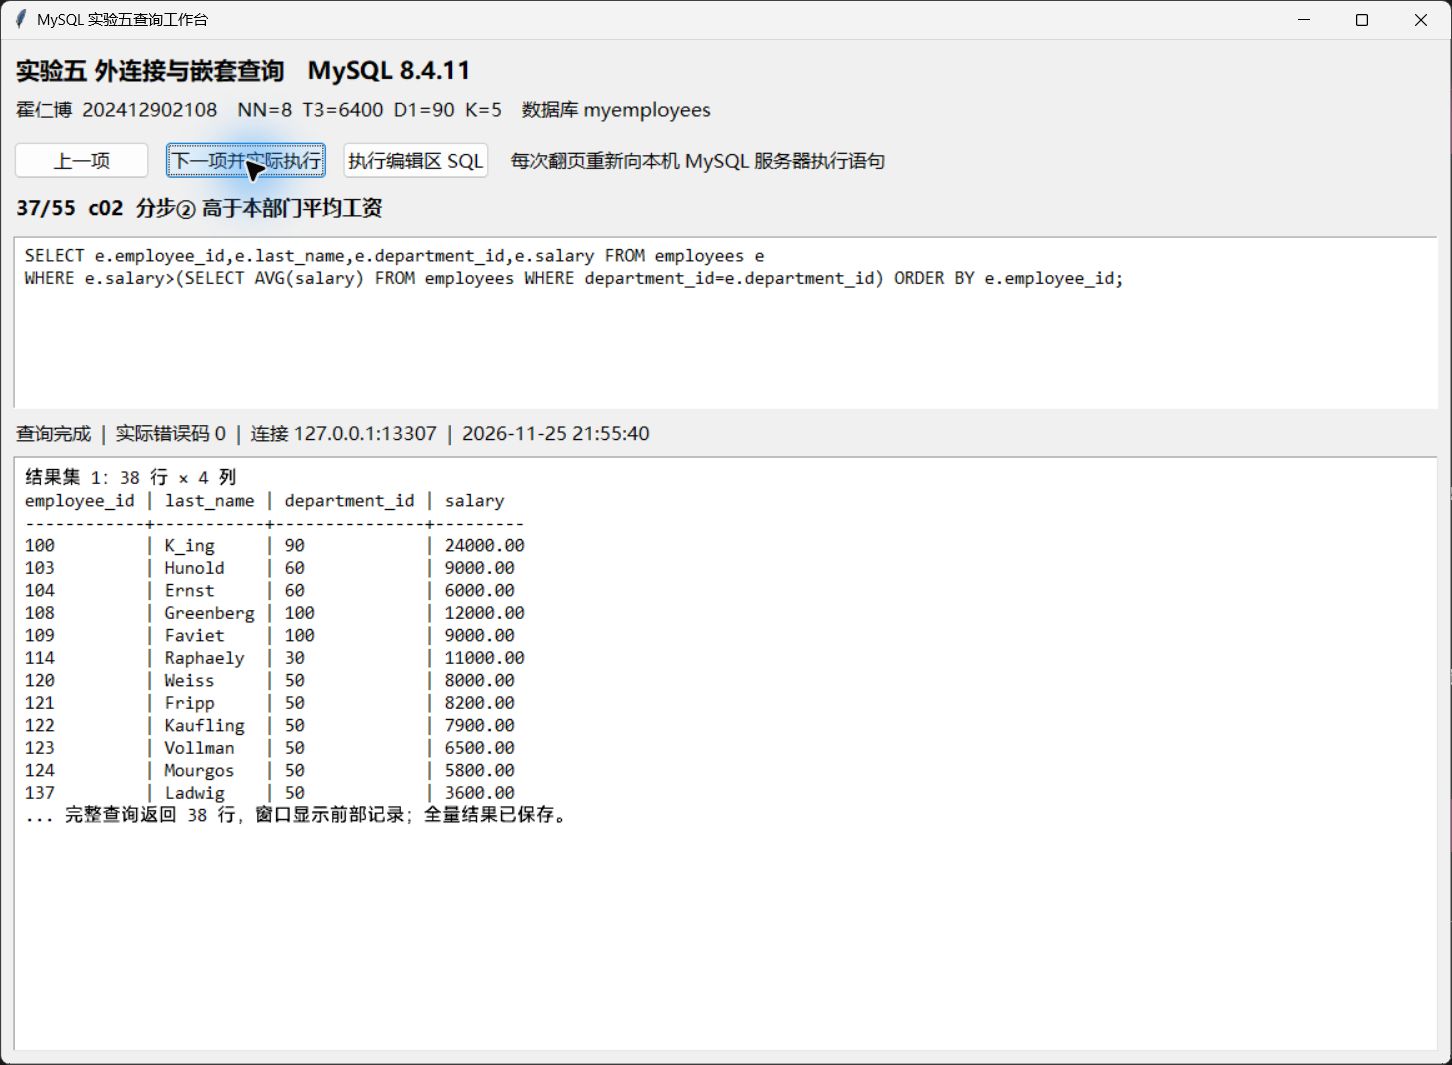 MySQL 实验五查询工作台
实验五 外连接与嵌套查询 MySQL 8.4.11
霍仁博 202412902108 NN=8 T3=6400 D1=90 K=5 数据库 myemployees
上一项 下一项并实际执行 执行编辑区 SQL 每次翻页重新向本机 MySQL 服务器执行语句
37/55 c02 分步② 高于本部门平均工资
SELECT e.employee_id,e.last_name,e.department_id,e.salary FROM employees e
WHERE e.salary>(SELECT AVG(salary) FROM employees WHERE department_id=e.department_id) ORDER BY e.employee_id;
查询完成 | 实际错误码 0 | 连接 127.0.0.1:13307 | 2026-11-25 21:55:40
结果集 1: 38 行 × 4 列
employee_id | last_name | department_id | salary
------------+-----------+---------------+---------
100         | K_ing     | 90            | 24000.00
103         | Hunold    | 60            | 9000.00
104         | Ernst     | 60            | 6000.00
108         | Greenberg | 100           | 12000.00
109         | Faviet    | 100           | 9000.00
114         | Raphaely  | 30            | 11000.00
120         | Weiss     | 50            | 8000.00
121         | Fripp     | 50            | 8200.00
122         | Kaufling  | 50            | 7900.00
123         | Vollman   | 50            | 6500.00
124         | Mourgos   | 50            | 5800.00
137         | Ladwig    | 50            | 3600.00
... 完整查询返回 38 行，窗口显示前部记录；全量结果已保存。